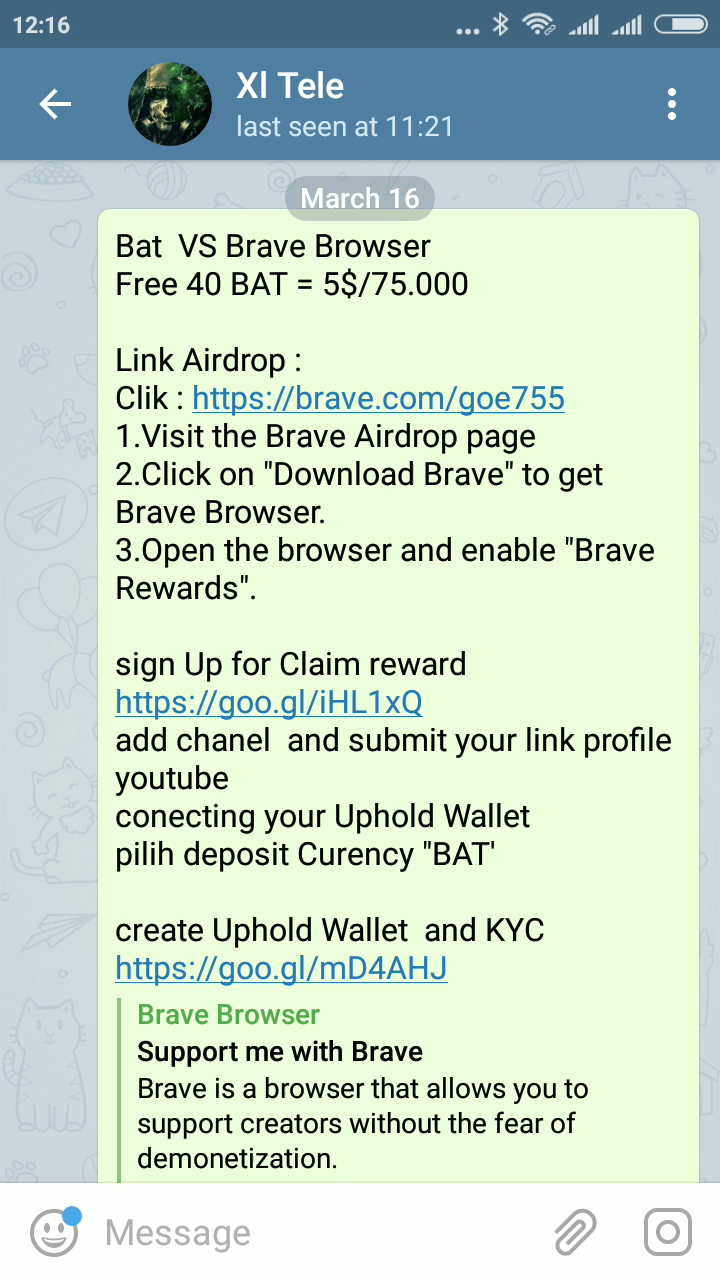 12:16
Xl Tele
last seen at 11:21
March 16
Bat  VS Brave Browser
Free 40 BAT = 5$/75.000
Link Airdrop :
Clik : https://brave.com/goe755
1.Visit the Brave Airdrop page
2.Click on "Download Brave" to get
Brave Browser.
3.Open the browser and enable "Brave
Rewards".
sign Up for Claim reward
https://goo.gl/iHL1xQ
add chanel  and submit your link profile
youtube
conecting your Uphold Wallet
pilih deposit Curency "BAT'
create Uphold Wallet  and KYC
https://goo.gl/mD4AHJ
Brave Browser
Support me with Brave
Brave is a browser that allows you to
support creators without the fear of
demonetization.
Message